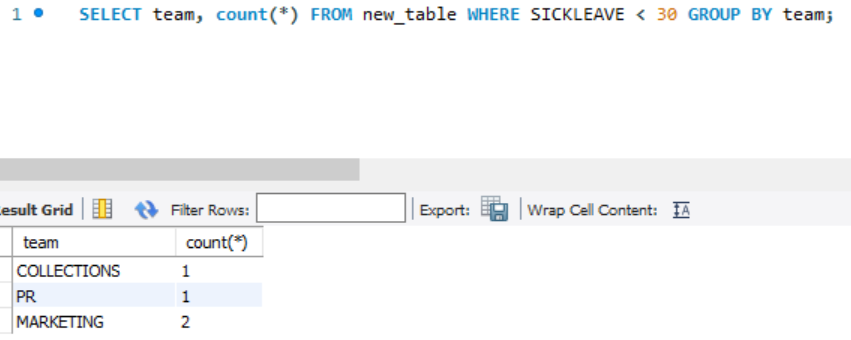 1 SELECT team, count(*) FROM new_table WHERE SICKLEAVE < 30 GROUP BY team;
esult Grid Filter Rows: Export: Wrap Cell Content: IA
team count(*)
COLLECTIONS 1
PR 1
MARKETING 2